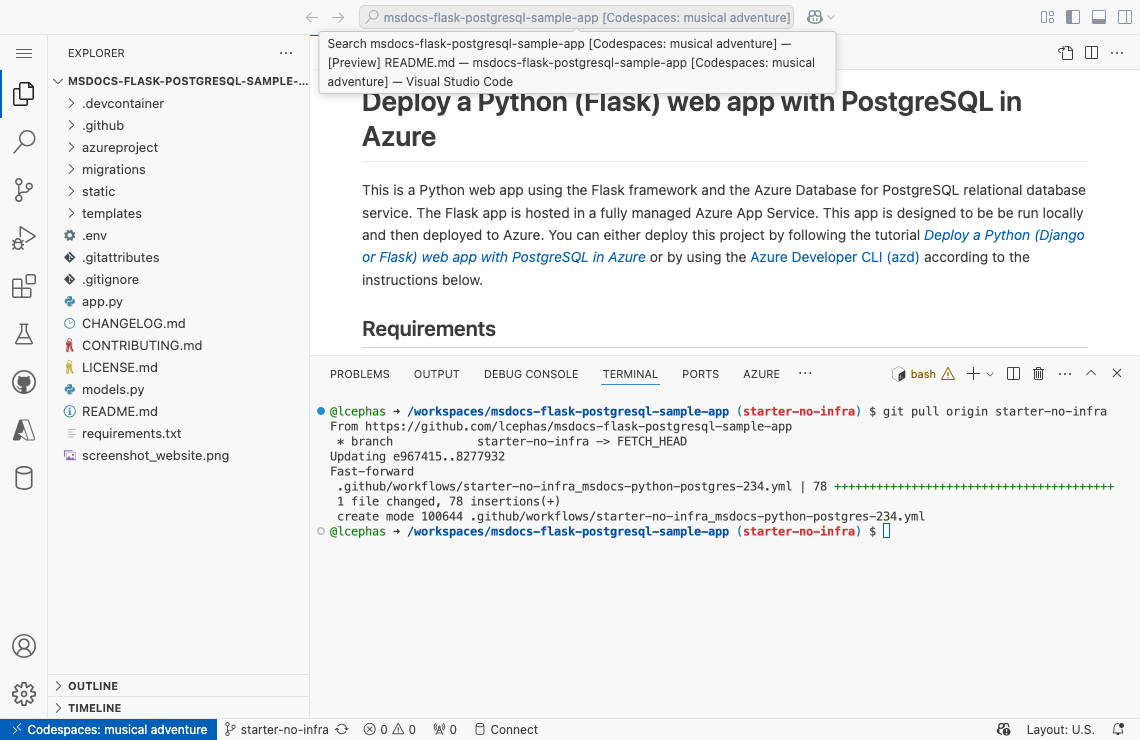 msdocs-flask-postgresql-sample-app [Codespaces: musical adventure]
Search msdocs-flask-postgresql-sample-app [Codespaces: musical adventure] —
[Preview] README.md — msdocs-flask-postgresql-sample-app [Codespaces: musical
adventure] — Visual Studio Code
EXPLORER
MSDOCS-FLASK-POSTGRESQL-SAMPLE-...
.devcontainer
.github
azureproject
migrations
static
templates
.env
.gitattributes
.gitignore
app.py
CHANGELOG.md
CONTRIBUTING.md
LICENSE.md
models.py
README.md
requirements.txt
screenshot_website.png
OUTLINE
TIMELINE
Deploy a Python (Flask) web app with PostgreSQL in
Azure
This is a Python web app using the Flask framework and the Azure Database for PostgreSQL relational database
service. The Flask app is hosted in a fully managed Azure App Service. This app is designed to be be run locally
and then deployed to Azure. You can either deploy this project by following the tutorial Deploy a Python (Django
or Flask) web app with PostgreSQL in Azure or by using the Azure Developer CLI (azd) according to the
instructions below.
Requirements
PROBLEMS OUTPUT DEBUG CONSOLE TERMINAL PORTS AZURE ··· bash
@lcephas ➜ /workspaces/msdocs-flask-postgresql-sample-app (starter-no-infra) $ git pull origin starter-no-infra
From https://github.com/lcephas/msdocs-flask-postgresql-sample-app
 * branch            starter-no-infra -> FETCH_HEAD
Updating e967415..8277932
Fast-forward
 .github/workflows/starter-no-infra_msdocs-python-postgres-234.yml | 78 ++++++++++++++++++++++++++++++++++++++++
 1 file changed, 78 insertions(+)
 create mode 100644 .github/workflows/starter-no-infra_msdocs-python-postgres-234.yml
@lcephas ➜ /workspaces/msdocs-flask-postgresql-sample-app (starter-no-infra) $
Codespaces: musical adventure starter-no-infra 0 0 0 Connect Layout: U.S.